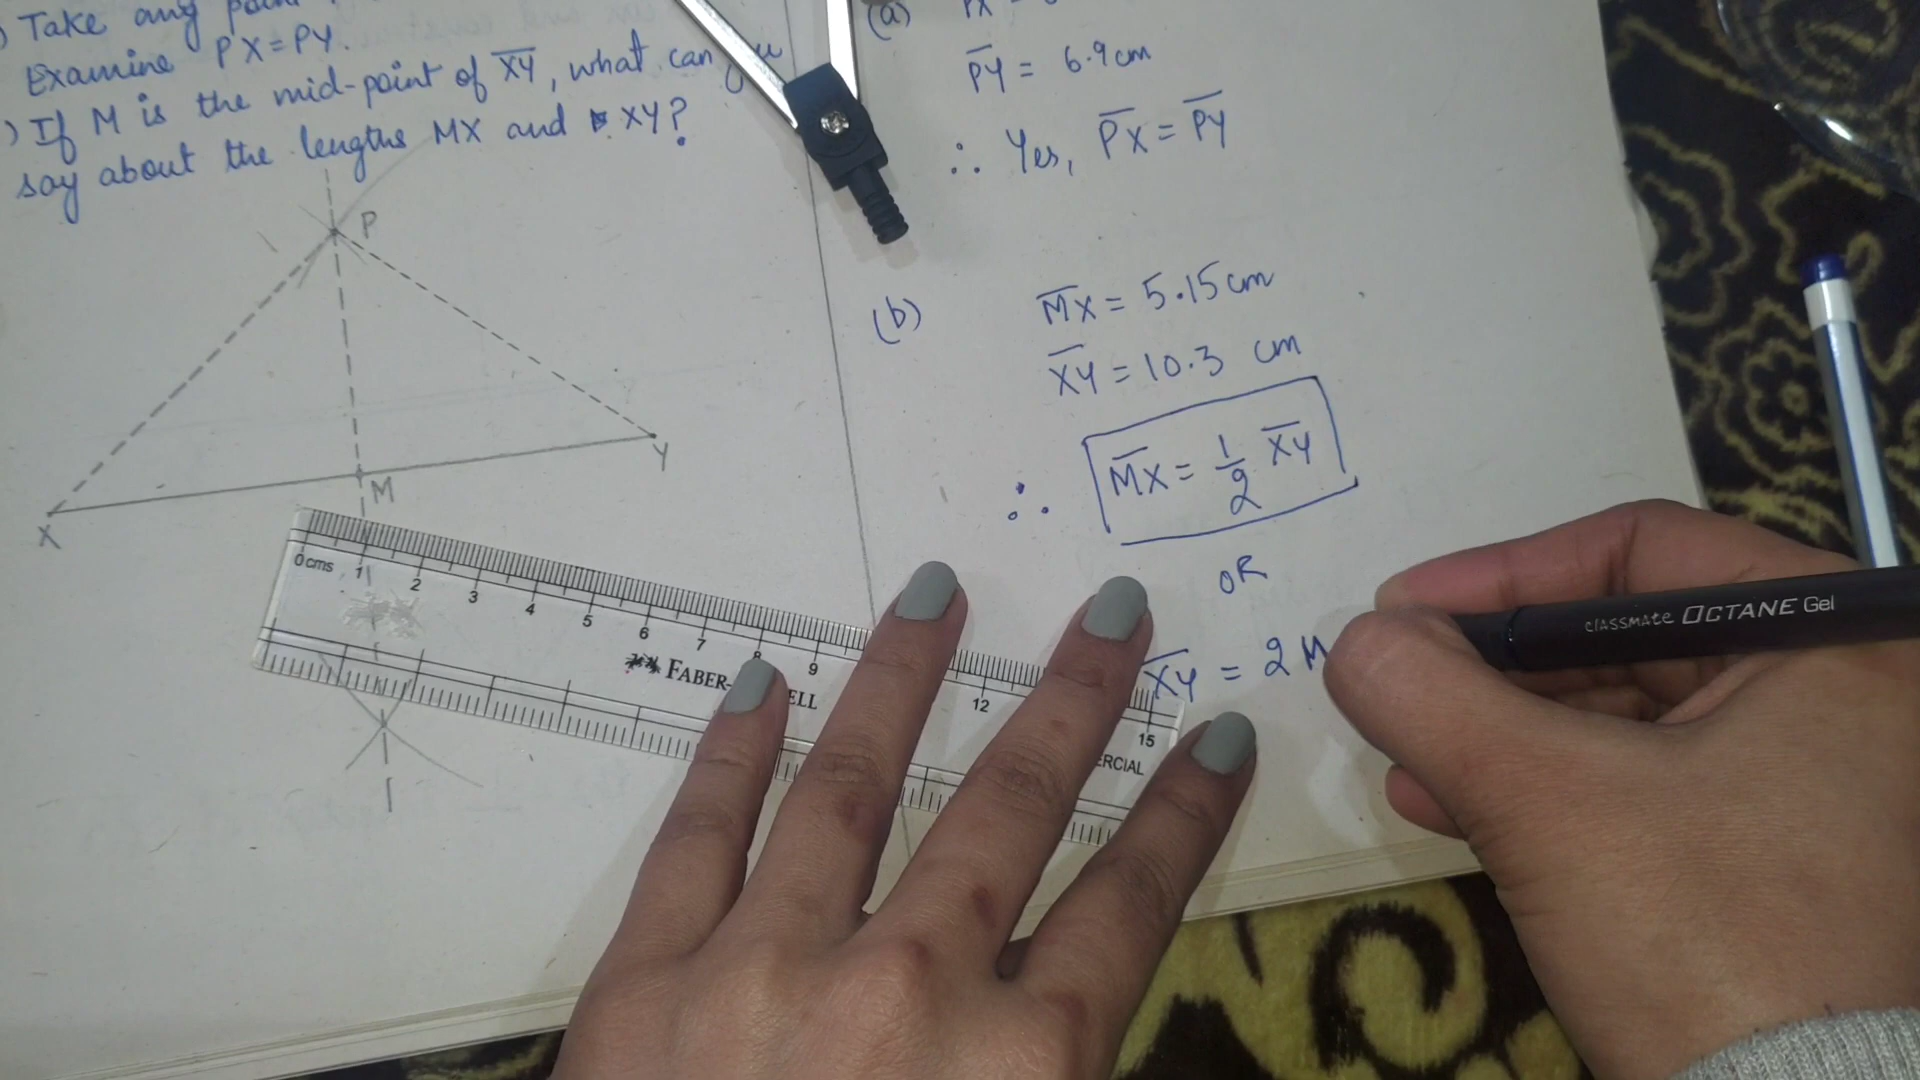 ) Take any point
Examine PX = PY.
) If M is the mid-point of XY, what can you
say about the lengths MX and XY?
P
X
M
Y
(a) PX
PY = 6.9 cm
∴ Yes, PX = PY
(b) MX = 5.15 cm
XY = 10.3 cm
∴ MX = 1/2 XY
OR
XY = 2 M
0 cms 1 2 3 4 5 6 7 8 9 12 15
FABER- ELL
ERCIAL
CLASSMATE OCTANE Gel